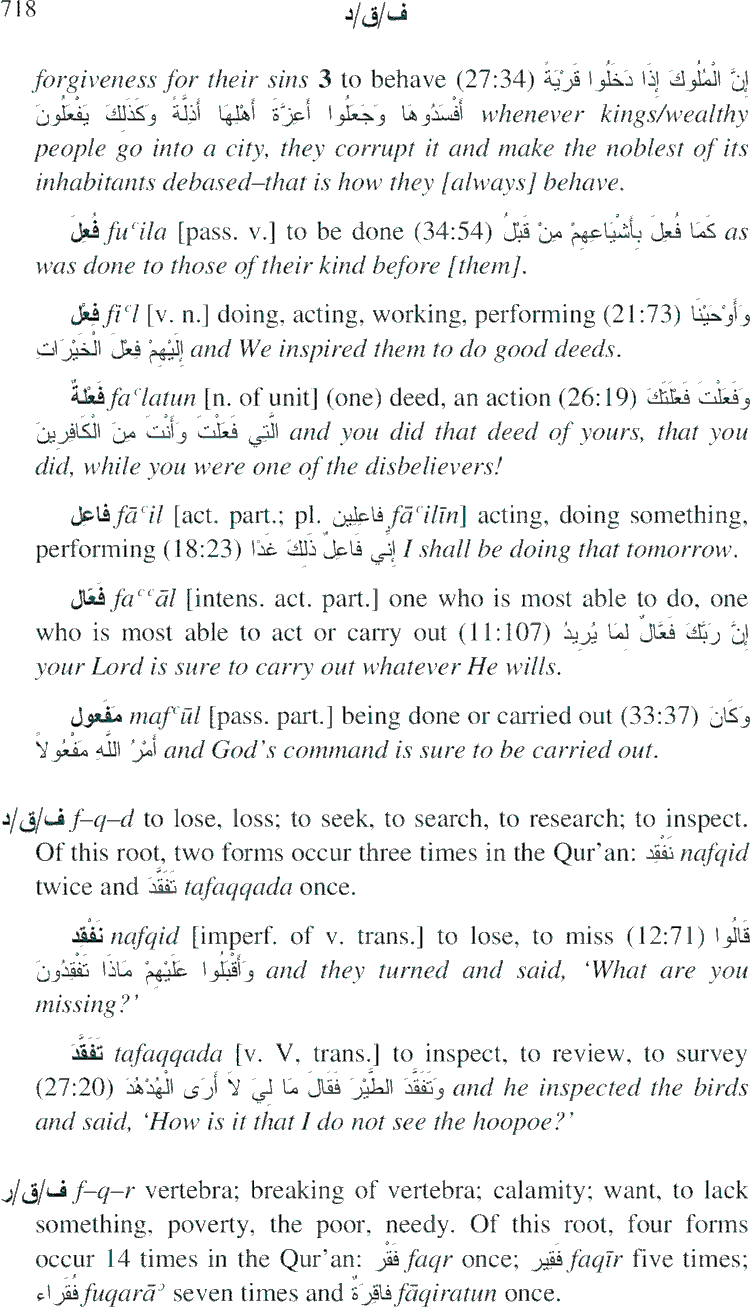 718 ف/ق/د
forgiveness for their sins 3 to behave (27:34) إِنَّ الْمُلُوكَ إِذَا دَخَلُوا قَرْيَةً
أَفْسَدُوهَا وَجَعَلُوا أَعِزَّةَ أَهْلِهَا أَذِلَّةً وَكَذَلِكَ يَفْعَلُونَ whenever kings/wealthy
people go into a city, they corrupt it and make the noblest of its
inhabitants debased–that is how they [always] behave.
فُعِلَ fuᶜila [pass. v.] to be done (34:54) كَمَا فُعِلَ بِأَشْيَاعِهِمْ مِنْ قَبْلُ as
was done to those of their kind before [them].
فِعْل fiᶜl [v. n.] doing, acting, working, performing (21:73) وَأَوْحَيْنَا
إِلَيْهِمْ فِعْلَ الْخَيْرَاتِ and We inspired them to do good deeds.
فَعْلَةٌ faᶜlatun [n. of unit] (one) deed, an action (26:19) وَفَعَلْتَ فَعْلَتَكَ
الَّتِي فَعَلْتَ وَأَنْتَ مِنَ الْكَافِرِينَ and you did that deed of yours, that you
did, while you were one of the disbelievers!
فَاعِل fāᶜil [act. part.; pl. فَاعِلِين fāᶜilīn] acting, doing something,
performing (18:23) إِنِّي فَاعِلٌ ذَلِكَ غَدًا I shall be doing that tomorrow.
فَعَّال faᶜᶜāl [intens. act. part.] one who is most able to do, one
who is most able to act or carry out (11:107) إِنَّ رَبَّكَ فَعَّالٌ لِمَا يُرِيدُ
your Lord is sure to carry out whatever He wills.
مَفعول mafᶜūl [pass. part.] being done or carried out (33:37) وَكَانَ
أَمْرُ اللَّهِ مَفْعُولاً and God's command is sure to be carried out.
ف/ق/د f–q–d to lose, loss; to seek, to search, to research; to inspect.
Of this root, two forms occur three times in the Qur'an: نَفْقِد nafqid
twice and تَفَقَّدَ tafaqqada once.
نَفْقِد nafqid [imperf. of v. trans.] to lose, to miss (12:71) قَالُوا
وَأَقْبَلُوا عَلَيْهِمْ مَاذَا تَفْقِدُونَ and they turned and said, ‘What are you
missing?’
تَفَقَّدَ tafaqqada [v. V, trans.] to inspect, to review, to survey
(27:20) وَتَفَقَّدَ الطَّيْرَ فَقَالَ مَا لِيَ لاَ أَرَى الْهُدْهُدَ and he inspected the birds
and said, ‘How is it that I do not see the hoopoe?’
ف/ق/ر f–q–r vertebra; breaking of vertebra; calamity; want, to lack
something, poverty, the poor, needy. Of this root, four forms
occur 14 times in the Qur'an: فَقْر faqr once; فَقِير faqīr five times;
فُقَرَاء fuqarāʾ seven times and فَاقِرَةٌ fāqiratun once.